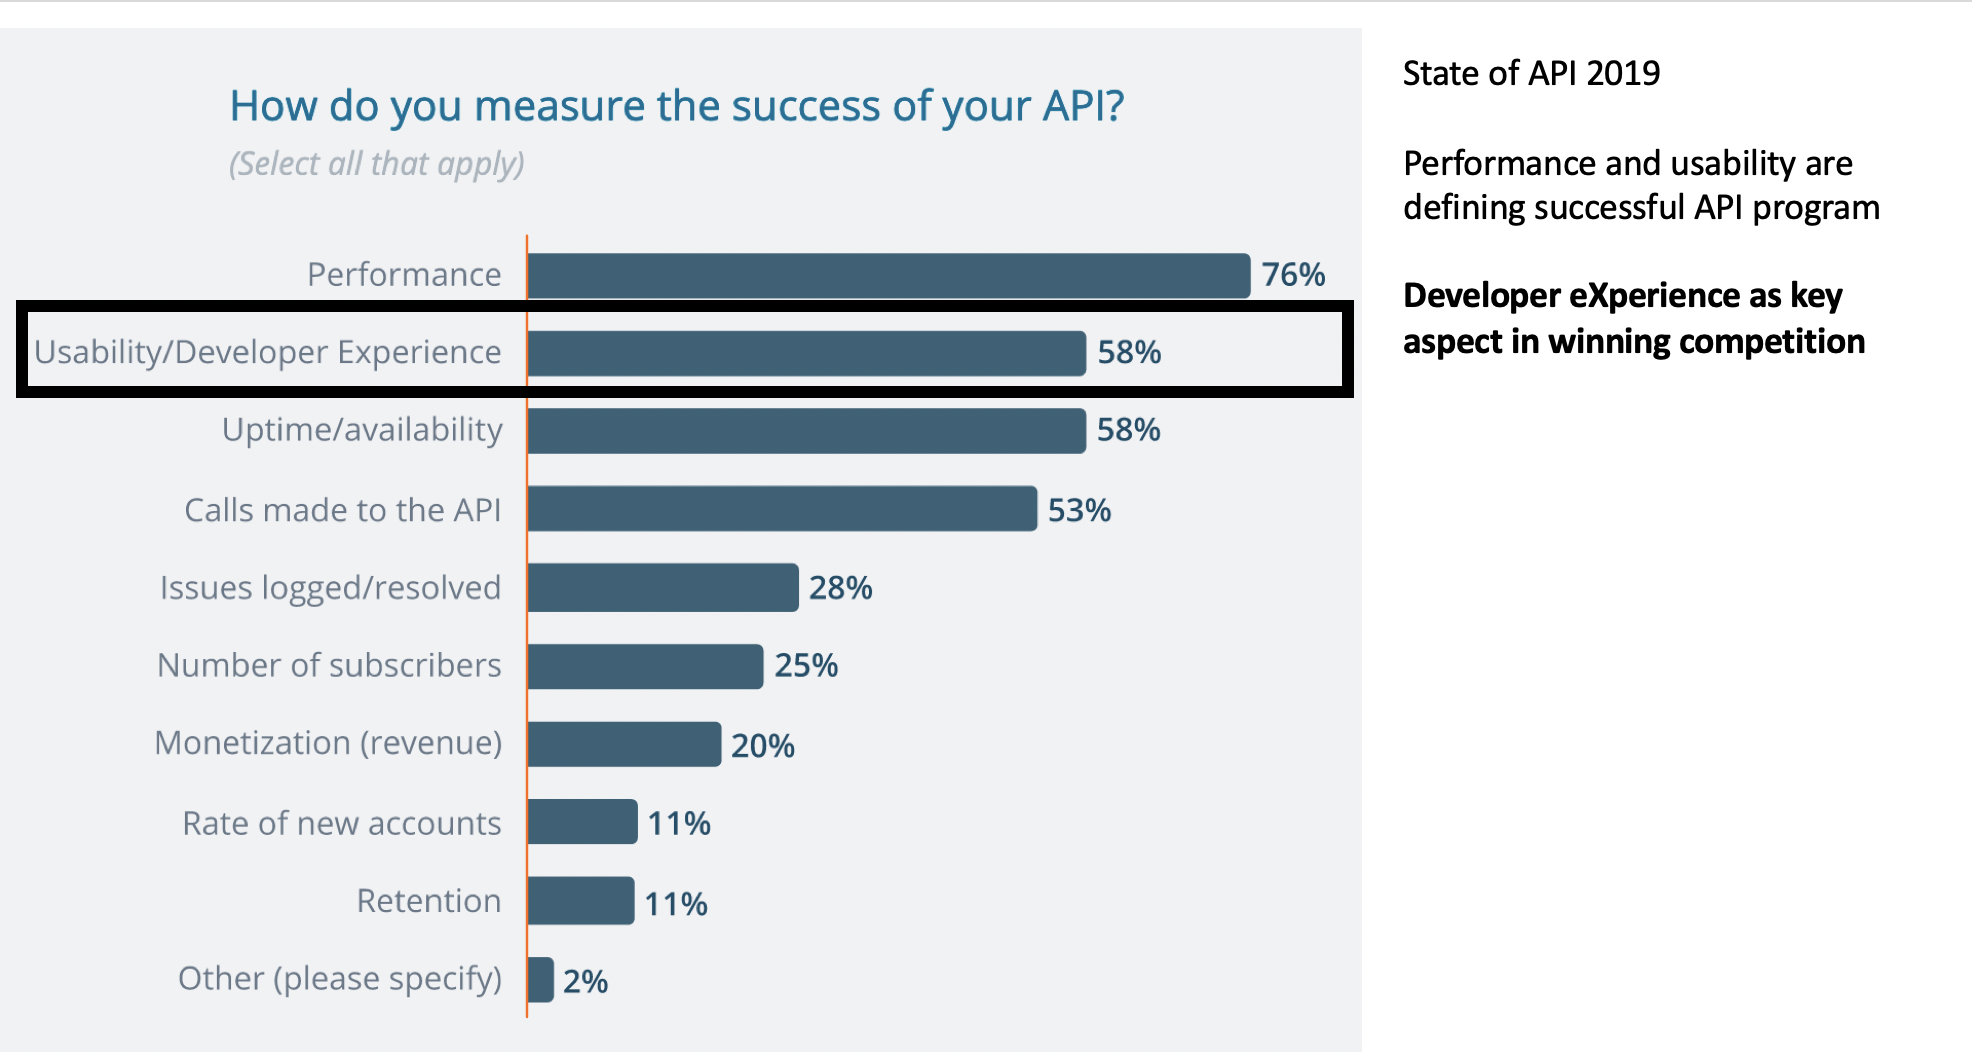 How do you measure the success of your API?
(Select all that apply)
Performance 76%
Usability/Developer Experience 58%
Uptime/availability 58%
Calls made to the API 53%
Issues logged/resolved 28%
Number of subscribers 25%
Monetization (revenue) 20%
Rate of new accounts 11%
Retention 11%
Other (please specify) 2%
State of API 2019
Performance and usability are
defining successful API program
Developer eXperience as key
aspect in winning competition